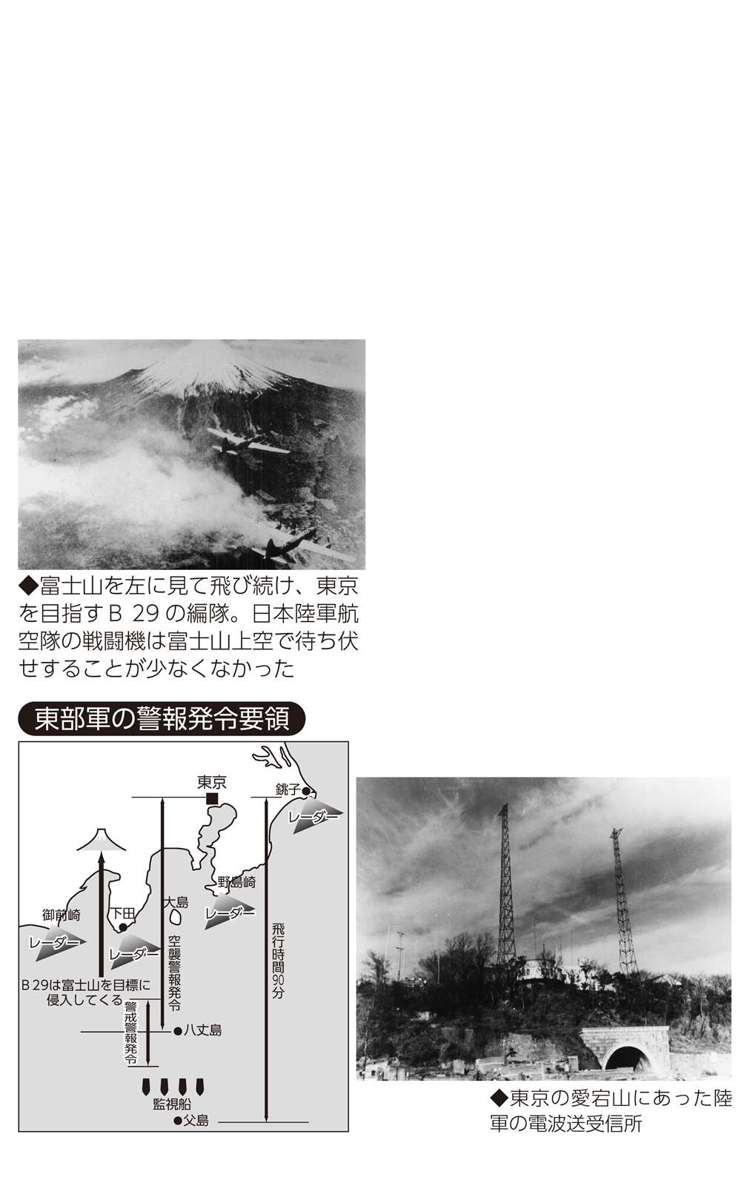 ◆富士山を左に見て飛び続け、東京
を目指すB 29の編隊。日本陸軍航
空隊の戦闘機は富士山上空で待ち伏
せすることが少なくなかった
東部軍の警報発令要領
東京
銚子
レーダー
野島崎
レーダー
大島
下田
レーダー
御前崎
レーダー
B29は富士山を目標に
侵入してくる
空襲警報発令
飛行時間90分
警戒警報発令
八丈島
監視船
父島
◆東京の愛宕山にあった陸
軍の電波送受信所